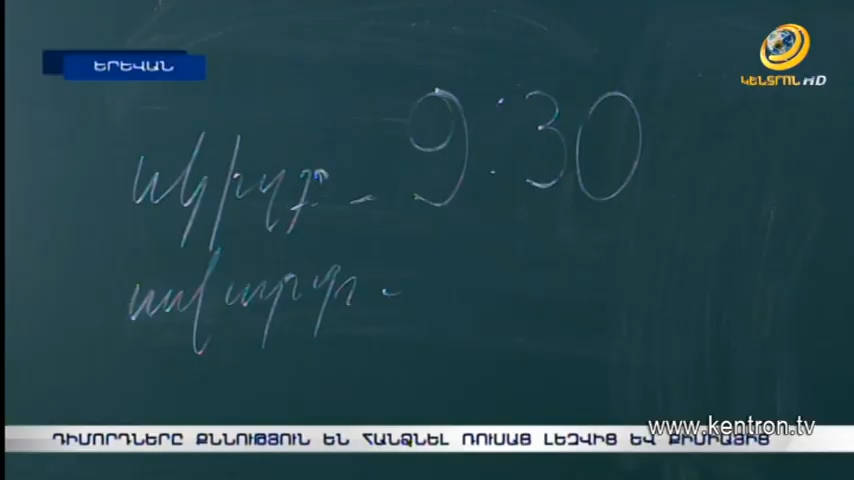 ԵՐԵՎԱՆ
ԿԵՆՏՐՈՆ HD
սկիզբ - 9:30
ավարտ -
www.kentron.tv
ԴԻՄՈՐԴՆԵՐԸ ՔՆՆՈՒԹՅՈՒՆ ԵՆ ՀԱՆՁՆԵԼ ՌՈՒՍԱՑ ԼԵԶՎԻՑ ԵՎ ՔԻՄԻԱՅԻՑ